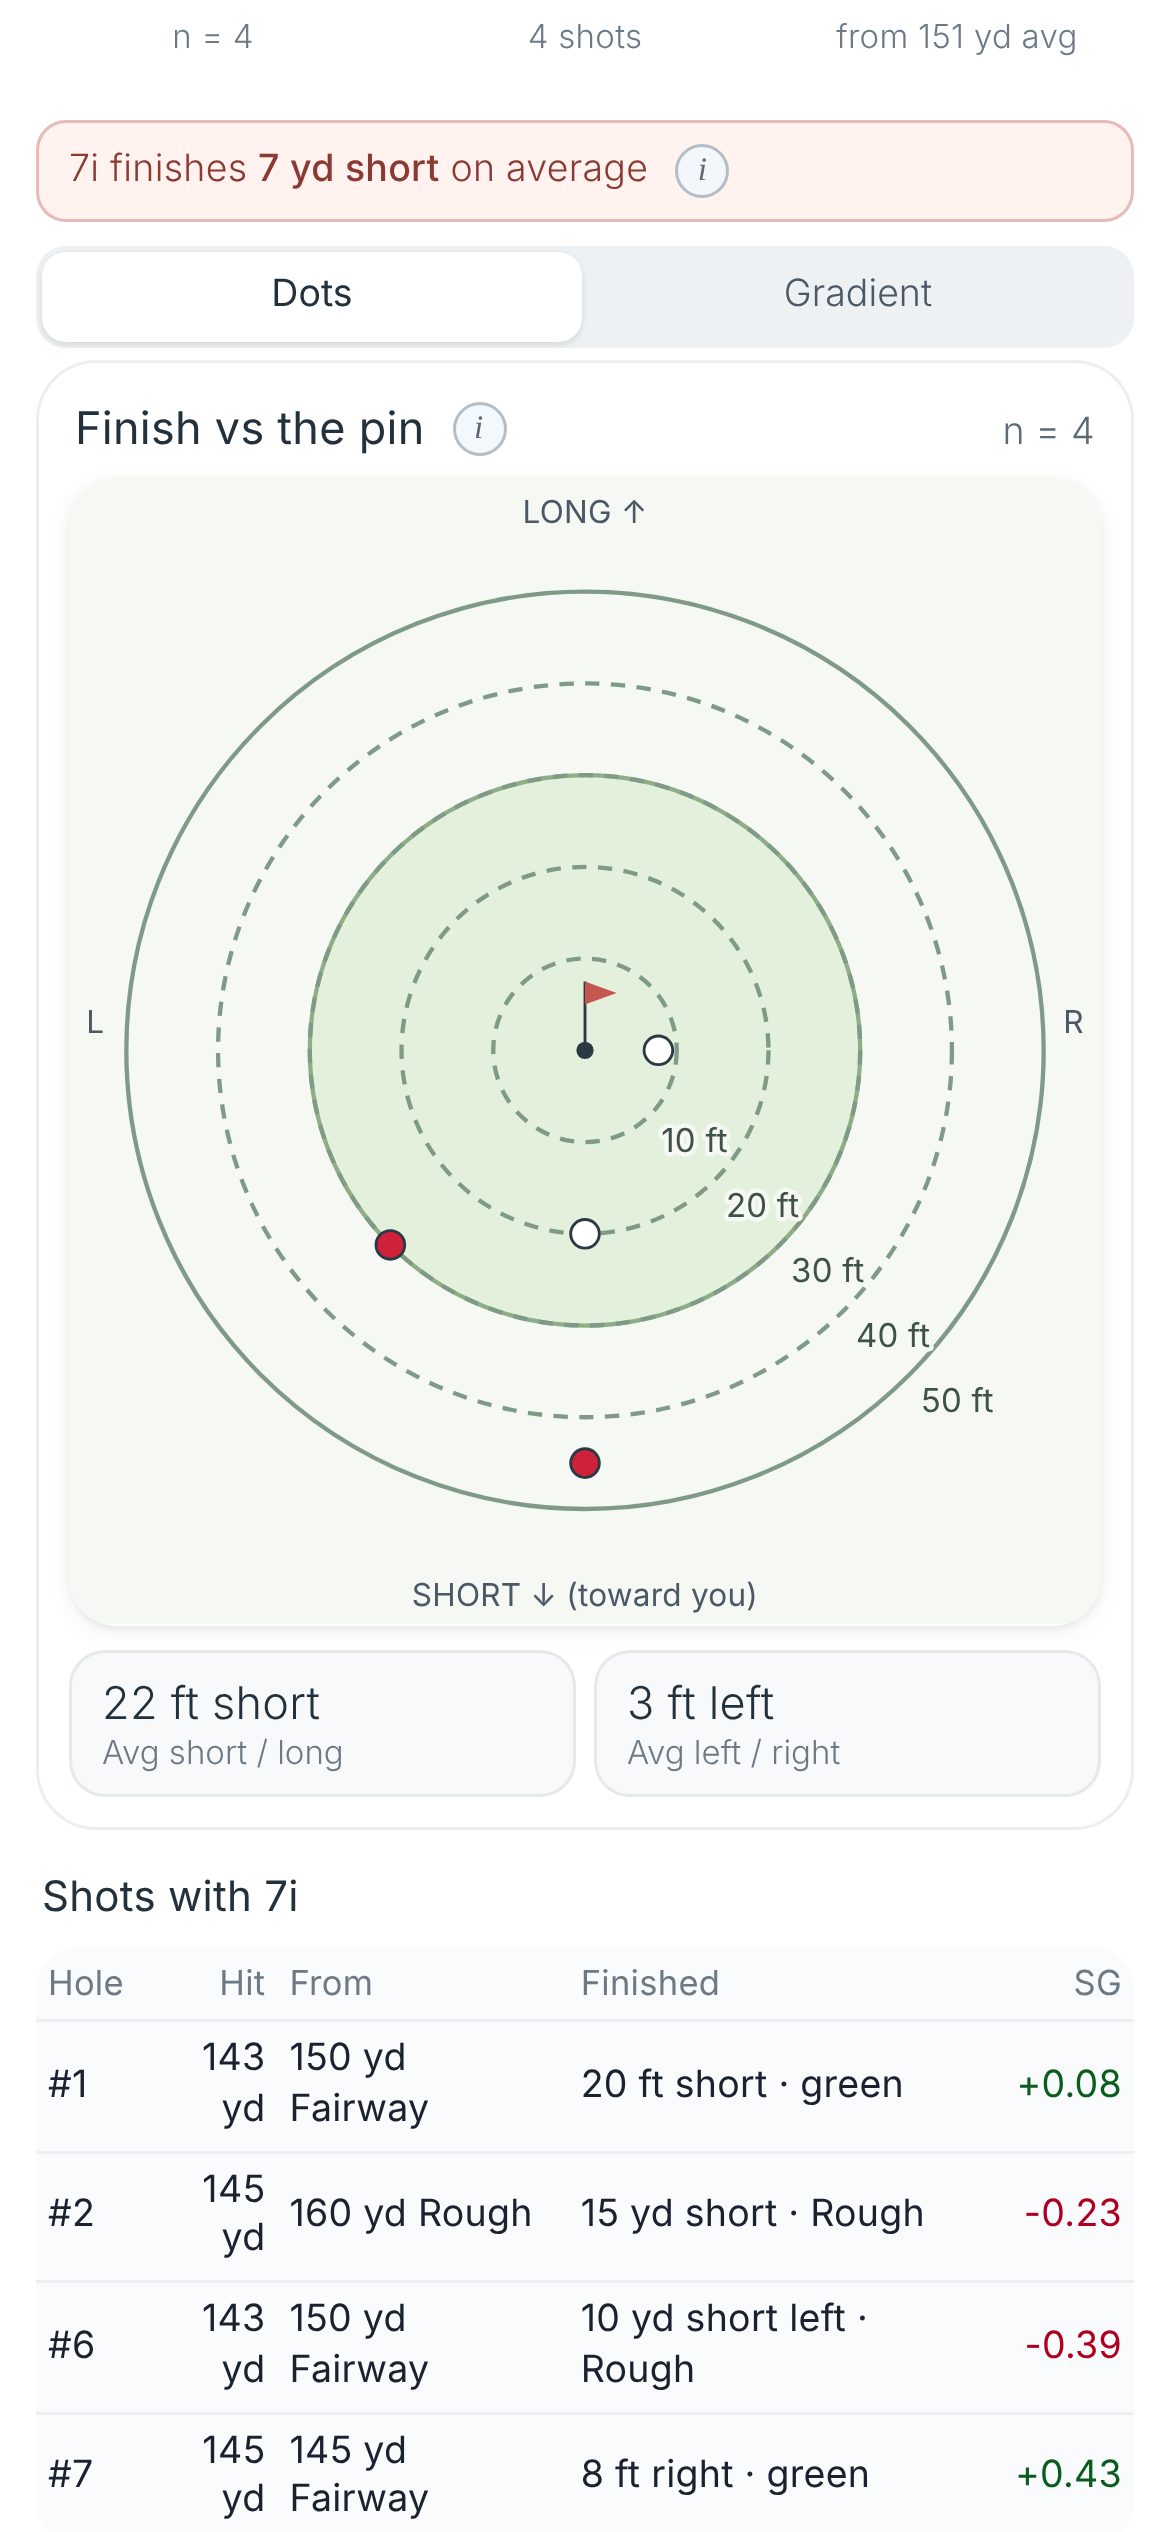 n = 4
4 shots
from 151 yd avg
7i finishes 7 yd short on average i
Dots
Gradient
Finish vs the pin i
n = 4
LONG ↑
L
R
10 ft
20 ft
30 ft
40 ft
50 ft
SHORT ↓ (toward you)
22 ft short
Avg short / long
3 ft left
Avg left / right
Shots with 7i
Hole Hit From Finished SG
#1 143 yd 150 yd Fairway 20 ft short · green +0.08
#2 145 yd 160 yd Rough 15 yd short · Rough -0.23
#6 143 yd 150 yd Fairway 10 yd short left · Rough -0.39
#7 145 yd 145 yd Fairway 8 ft right · green +0.43